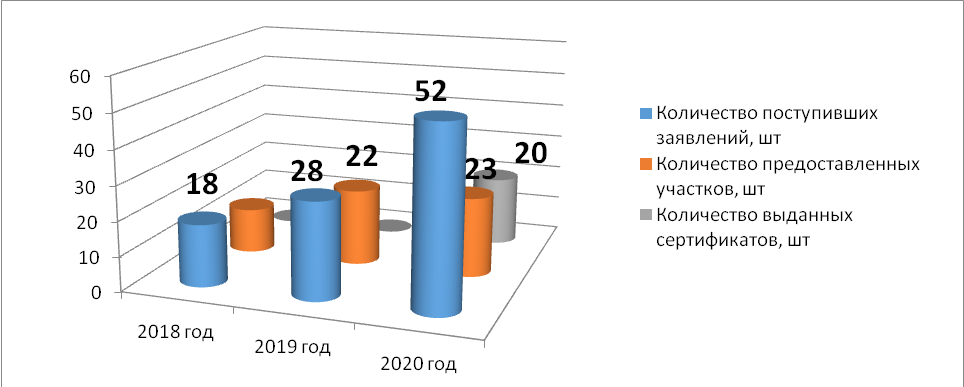 60
50
40
30
20
10
0
18
28
22
52
23
20
2018 год
2019 год
2020 год
Количество поступивших
заявлений, шт
Количество предоставленных
участков, шт
Количество выданных
сертификатов, шт